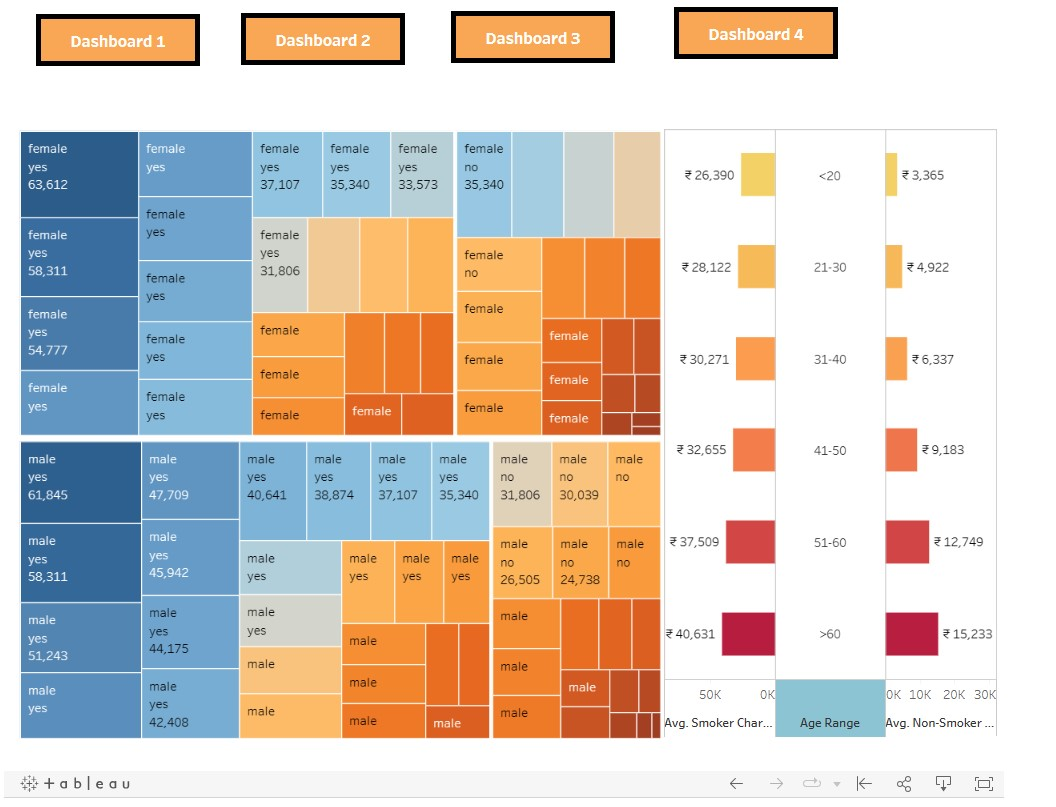 Dashboard 1
Dashboard 2
Dashboard 3
Dashboard 4
female
yes
63,612
female
yes
58,311
female
yes
54,777
female
yes
female
yes
female
yes
female
yes
female
yes
female
yes
female
yes
37,107
female
yes
35,340
female
yes
33,573
female
yes
31,806
female
female
female
female
female
no
35,340
female
no
female
female
female
female
female
female
male
yes
61,845
male
yes
58,311
male
yes
51,243
male
yes
male
yes
47,709
male
yes
45,942
male
yes
44,175
male
yes
42,408
male
yes
40,641
male
yes
38,874
male
yes
37,107
male
yes
35,340
male
yes
male
yes
male
male
male
yes
male
yes
male
yes
male
male
male
male
male
no
31,806
male
no
30,039
male
no
male
no
26,505
male
no
24,738
male
no
male
male
male
male
₹ 26,390 <20 ₹ 3,365
₹ 28,122 21-30 ₹ 4,922
₹ 30,271 31-40 ₹ 6,337
₹ 32,655 41-50 ₹ 9,183
₹ 37,509 51-60 ₹ 12,749
₹ 40,631 >60 ₹ 15,233
50K 0K 0K 10K 20K 30K
Avg. Smoker Char... Age Range Avg. Non-Smoker ...
+ableau